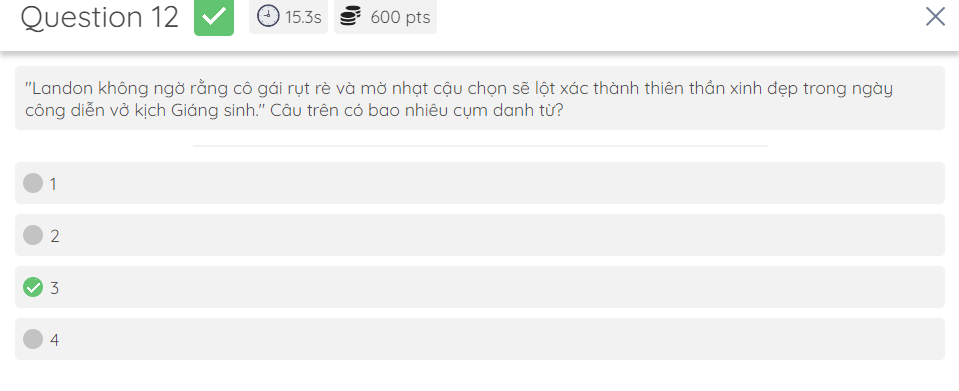 Question 12 15.3s 600 pts
"Landon không ngờ rằng cô gái rụt rè và mờ nhạt cậu chọn sẽ lột xác thành thiên thần xinh đẹp trong ngày
công diễn vở kịch Giáng sinh." Câu trên có bao nhiêu cụm danh từ?
1
2
3
4